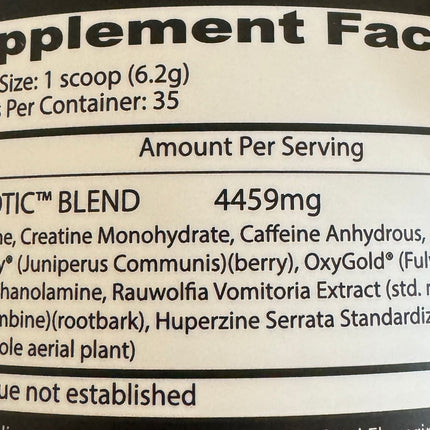 pplement Fac
Size: 1 scoop (6.2g)
Per Container: 35
Amount Per Serving
OTIC™ BLEND 4459mg
ne, Creatine Monohydrate, Caffeine Anhydrous,
y® (Juniperus Communis)(berry), OxyGold® (Ful
hanolamine, Rauwolfia Vomitoria Extract (std.
mbine)(rootbark), Huperzine Serrata Standardiz
ole aerial plant)
ue not established